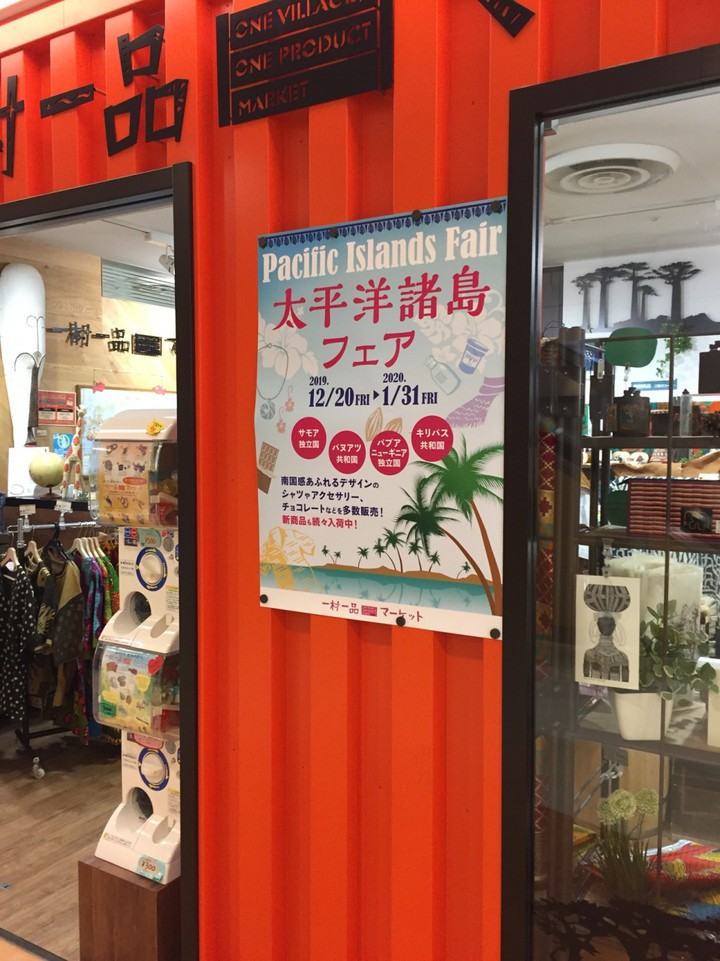 ONE VILLAGE
ONE PRODUCT
MARKET
村一品
Pacific Islands Fair
太平洋諸島
フェア
2019. 2020.
12/20 FRI ▶ 1/31 FRI
サモア
独立国
バヌアツ
共和国
パプア
ニューギニア
独立国
キリバス
共和国
南国感あふれるデザインの
シャツやアクセサリー、
チョコレートなどを多数販売！
新商品も続々入荷中！
一村一品 マーケット